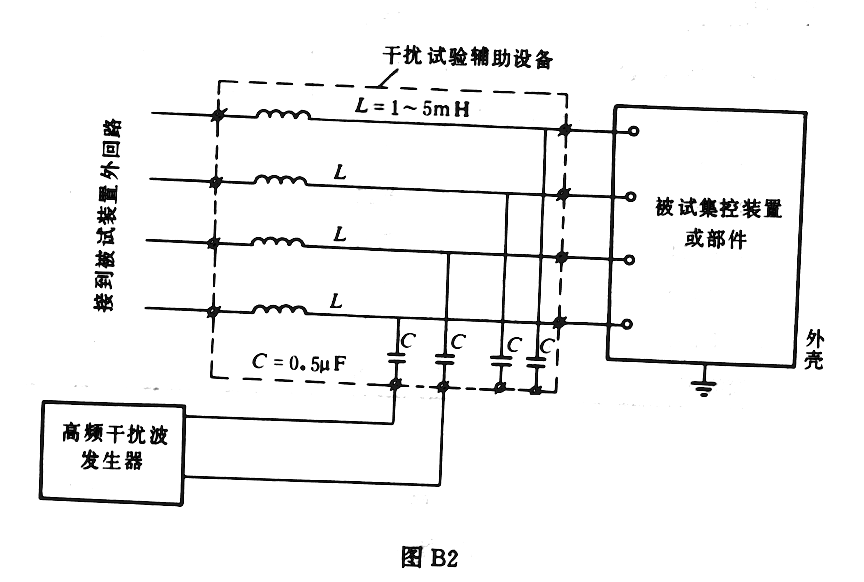 干扰试验辅助设备
L = 1～5mH
L
L
L
接到被试装置外回路
被试集控装置
或部件
外壳
C
C
C
C
C = 0.5μF
高频干扰波
发生器
图 B2